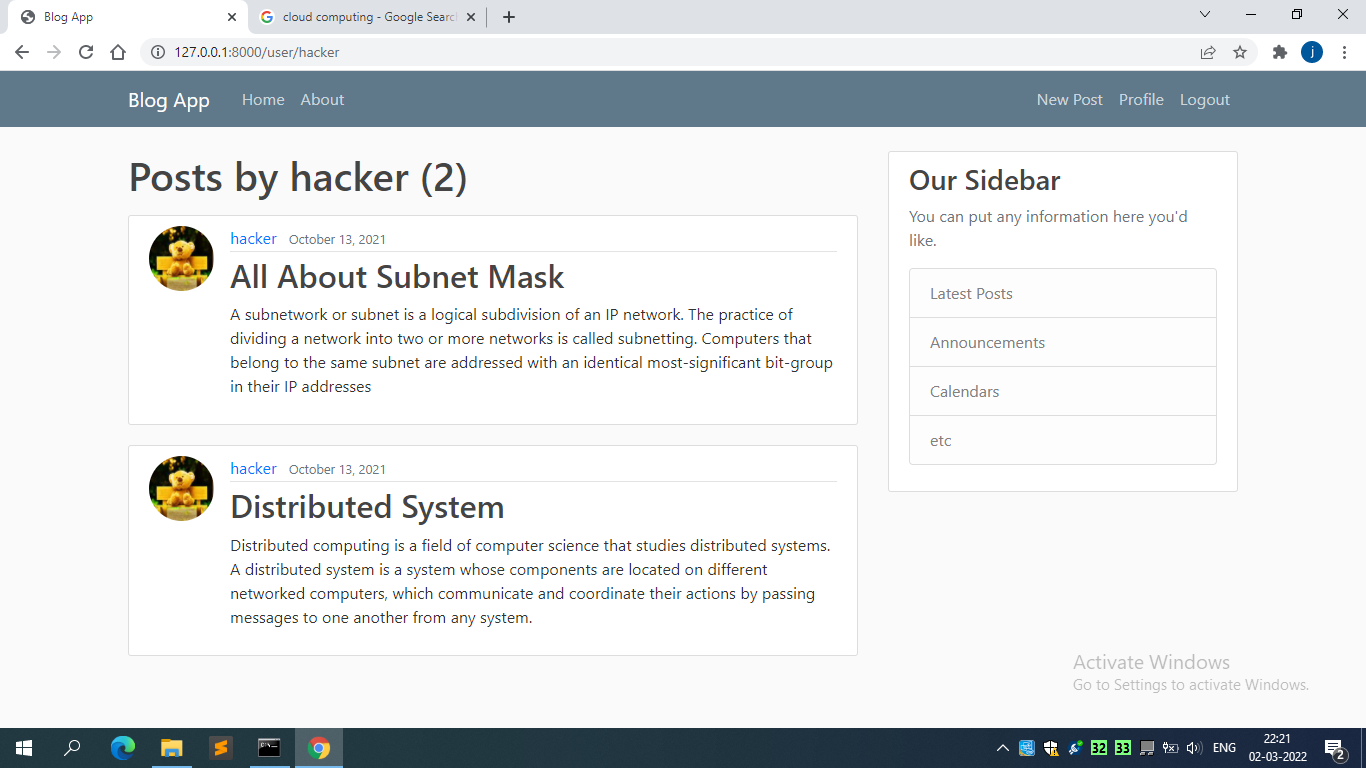 Blog App
cloud computing - Google Searc
127.0.0.1:8000/user/hacker
j
Blog App Home About New Post Profile Logout
Posts by hacker (2)
hacker October 13, 2021
All About Subnet Mask
A subnetwork or subnet is a logical subdivision of an IP network. The practice of
dividing a network into two or more networks is called subnetting. Computers that
belong to the same subnet are addressed with an identical most-significant bit-group
in their IP addresses
hacker October 13, 2021
Distributed System
Distributed computing is a field of computer science that studies distributed systems.
A distributed system is a system whose components are located on different
networked computers, which communicate and coordinate their actions by passing
messages to one another from any system.
Our Sidebar
You can put any information here you'd
like.
Latest Posts
Announcements
Calendars
etc
Activate Windows
Go to Settings to activate Windows.
32 33 ENG 22:21
02-03-2022
2